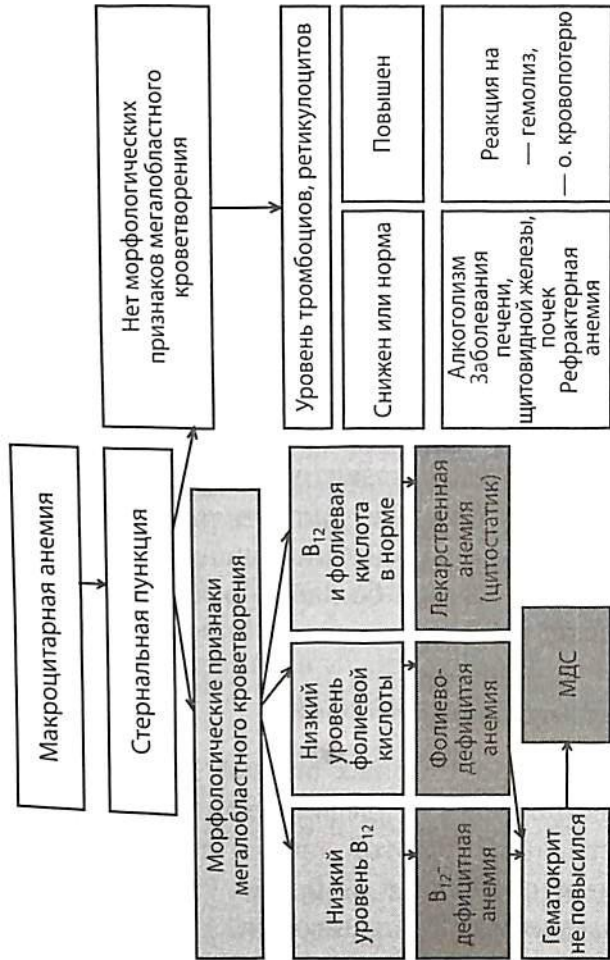 Макроцитарная анемия
Стернальная пункция
Морфологические признаки
мегалобластного кроветворения
Нет морфологических
признаков мегалобластного
кроветворения
Низкий
уровень B12
Низкий
уровень
фолиевой
кислоты
B12
и фолиевая
кислота
в норме
Уровень тромбоциов, ретикулоцитов
Снижен или норма
Повышен
B12-
дефицитная
анемия
Фолиево-
дефицитая
анемия
Лекарственная
анемия
(цитостатик)
Алкоголизм
Заболевания
печени,
щитовидной железы,
почек
Рефрактерная
анемия
Реакция на
— гемолиз,
— о. кровопотерю
Гематокрит
не повысился
МДС